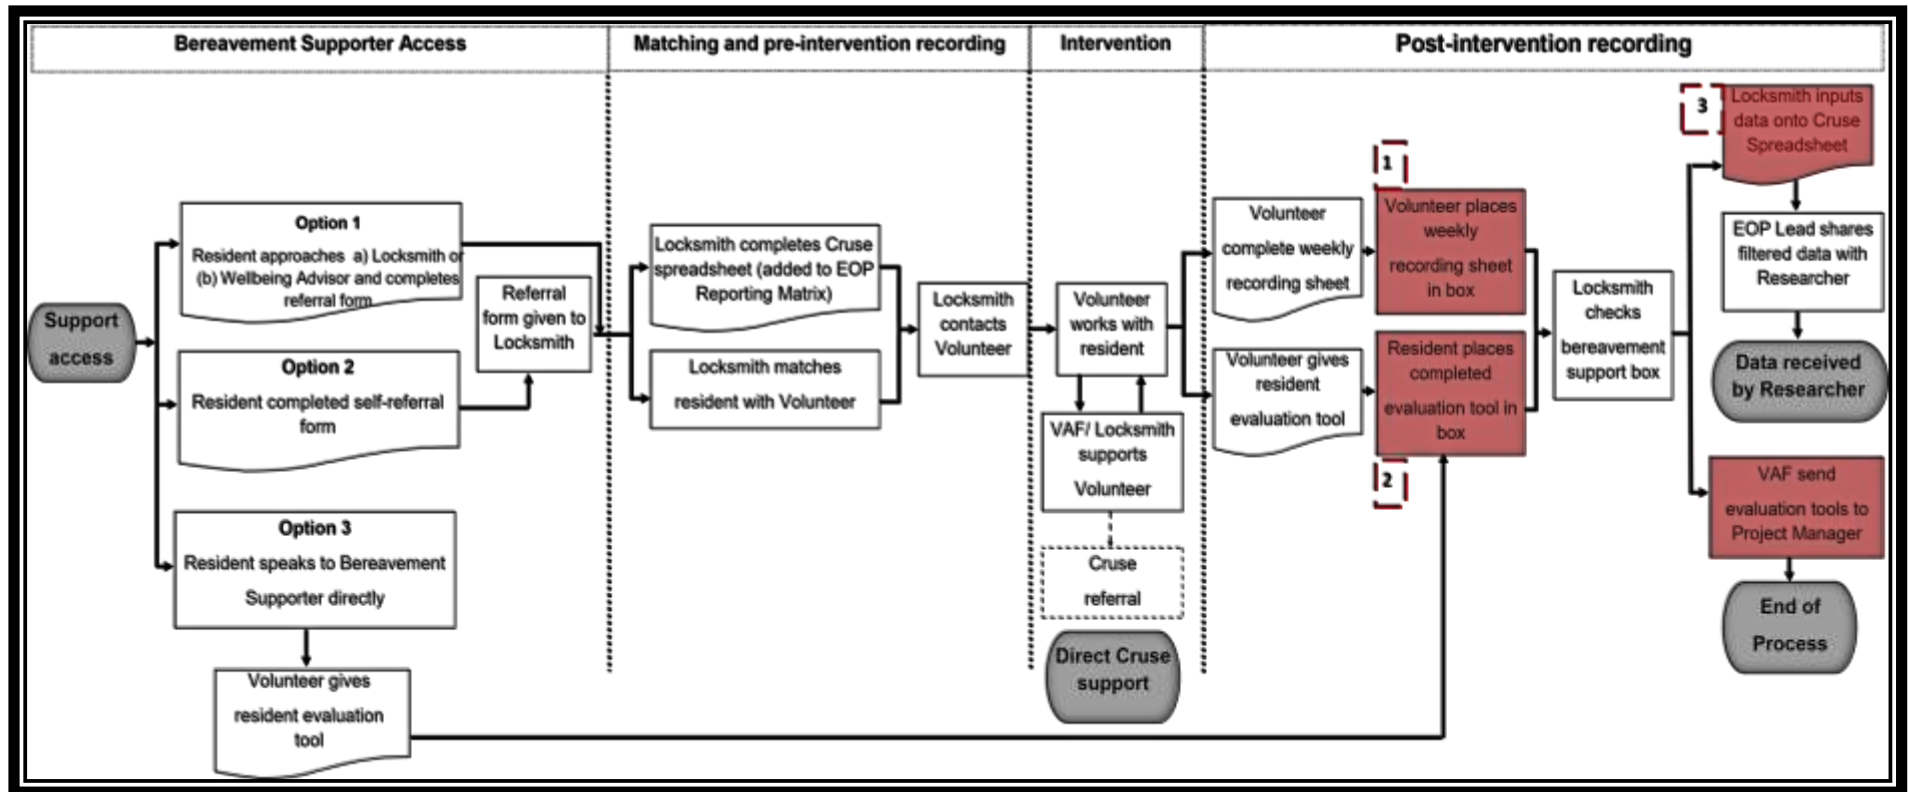 Bereavement Supporter Access
Matching and pre-intervention recording
Intervention
Post-intervention recording
Support
access
Option 1
Resident approaches a) Locksmith or
(b) Wellbeing Advisor and completes
referral form
Option 2
Resident completed self-referral
form
Option 3
Resident speaks to Bereavement
Supporter directly
Volunteer gives
resident evaluation
tool
Referral
form given to
Locksmith
Locksmith completes Cruse
spreadsheet (added to EOP
Reporting Matrix)
Locksmith matches
resident with Volunteer
Locksmith
contacts
Volunteer
Volunteer
works with
resident
VAF/ Locksmith
supports
Volunteer
Cruse
referral
Direct Cruse
support
Volunteer
complete weekly
recording sheet
Volunteer gives
resident
evaluation tool
1
Volunteer places
weekly
recording sheet
in box
Resident places
completed
evaluation tool in
box
2
Locksmith
checks
bereavement
support box
3
Locksmith inputs
data onto Cruse
Spreadsheet
EOP Lead shares
filtered data with
Researcher
Data received
by Researcher
VAF send
evaluation tools to
Project Manager
End of
Process